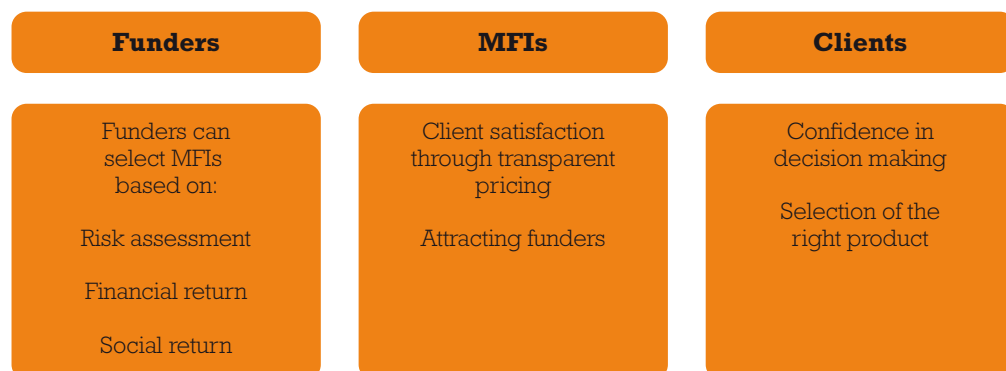 Funders
MFIs
Clients
Funders can
select MFIs
based on:
Risk assessment
Financial return
Social return
Client satisfaction
through transparent
pricing
Attracting funders
Confidence in
decision making
Selection of the
right product